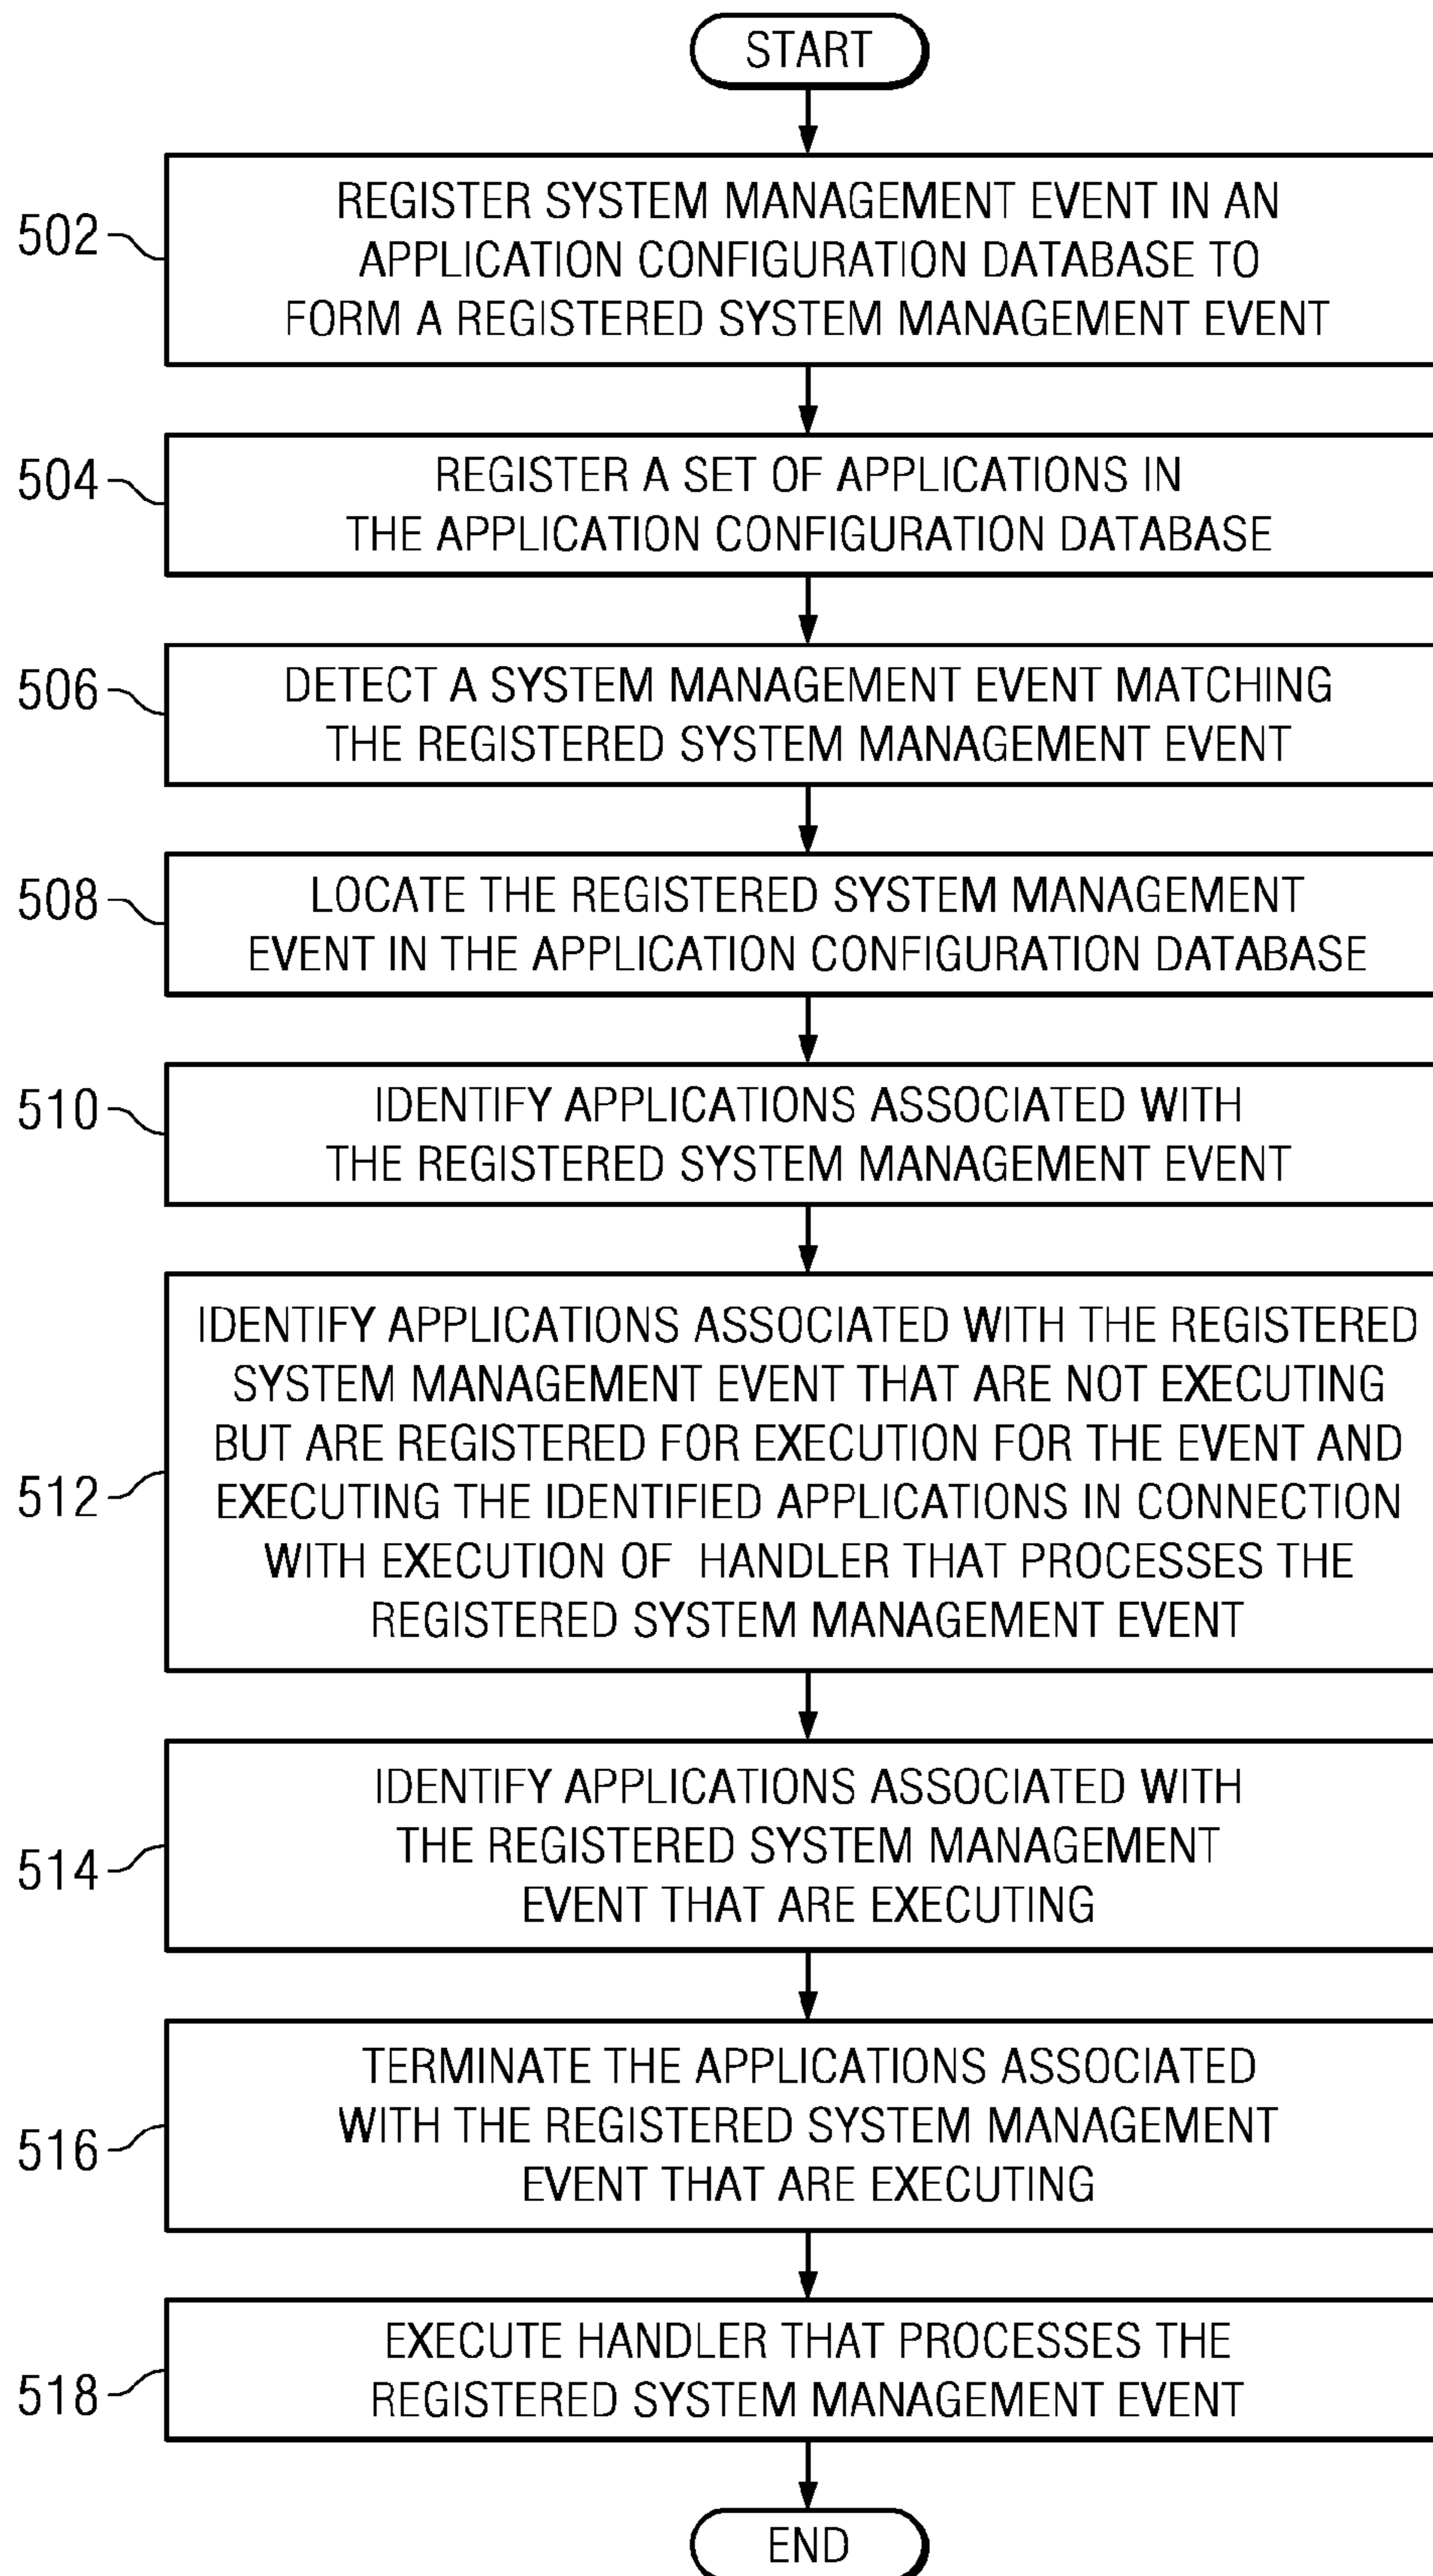 START
502
REGISTER SYSTEM MANAGEMENT EVENT IN AN
APPLICATION CONFIGURATION DATABASE TO
FORM A REGISTERED SYSTEM MANAGEMENT EVENT
504
REGISTER A SET OF APPLICATIONS IN
THE APPLICATION CONFIGURATION DATABASE
506
DETECT A SYSTEM MANAGEMENT EVENT MATCHING
THE REGISTERED SYSTEM MANAGEMENT EVENT
508
LOCATE THE REGISTERED SYSTEM MANAGEMENT
EVENT IN THE APPLICATION CONFIGURATION DATABASE
510
IDENTIFY APPLICATIONS ASSOCIATED WITH
THE REGISTERED SYSTEM MANAGEMENT EVENT
512
IDENTIFY APPLICATIONS ASSOCIATED WITH THE REGISTERED
SYSTEM MANAGEMENT EVENT THAT ARE NOT EXECUTING
BUT ARE REGISTERED FOR EXECUTION FOR THE EVENT AND
EXECUTING THE IDENTIFIED APPLICATIONS IN CONNECTION
WITH EXECUTION OF HANDLER THAT PROCESSES THE
REGISTERED SYSTEM MANAGEMENT EVENT
514
IDENTIFY APPLICATIONS ASSOCIATED WITH
THE REGISTERED SYSTEM MANAGEMENT
EVENT THAT ARE EXECUTING
516
TERMINATE THE APPLICATIONS ASSOCIATED
WITH THE REGISTERED SYSTEM MANAGEMENT
EVENT THAT ARE EXECUTING
518
EXECUTE HANDLER THAT PROCESSES THE
REGISTERED SYSTEM MANAGEMENT EVENT
END